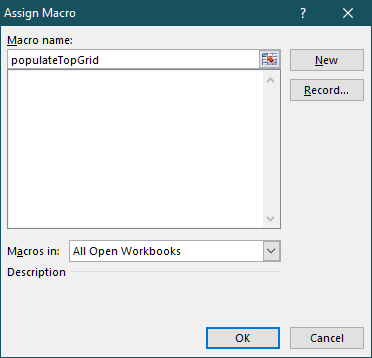 Assign Macro
?
Macro name:
populateTopGrid
New
Record...
Macros in:
All Open Workbooks
Description
OK
Cancel